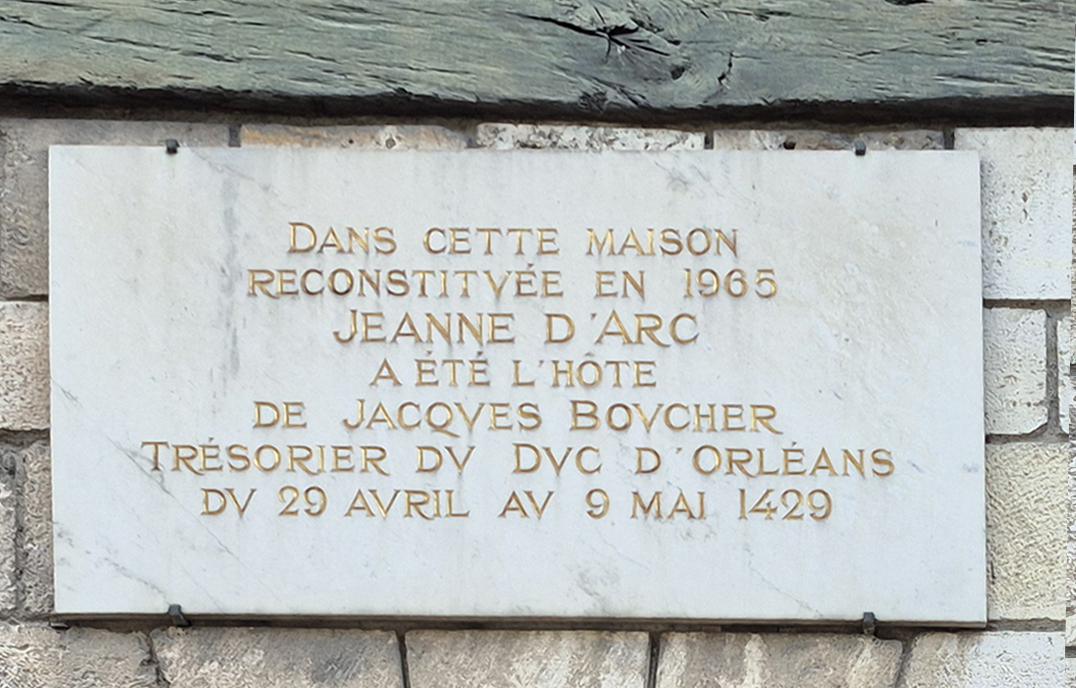 DANS CETTE MAISON
RECONSTITVÉE EN 1965
JEANNE D'ARC
A ÉTÉ L'HÔTE
DE JACQVES BOVCHER
TRÉSORIER DV DVC D'ORLÉANS
DV 29 AVRIL AV 9 MAI 1429